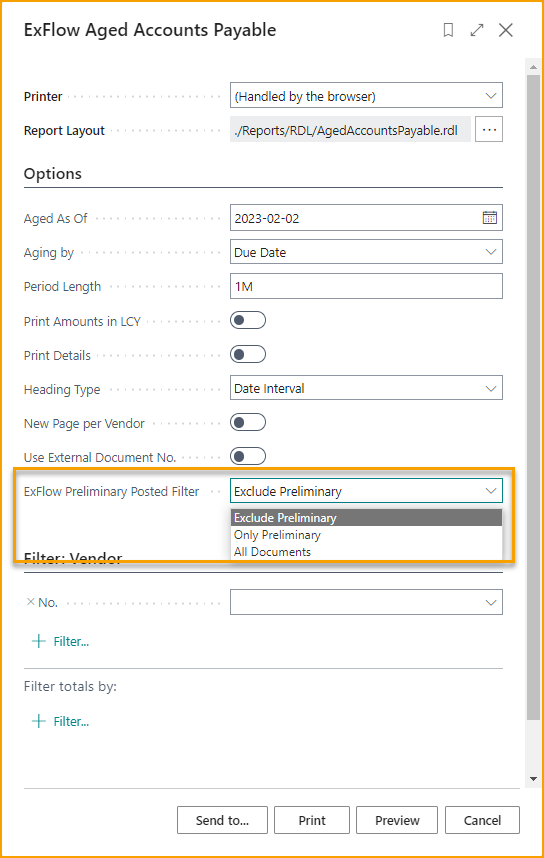 ExFlow Aged Accounts Payable
Printer (Handled by the browser)
Report Layout ./Reports/RDL/AgedAccountsPayable.rdl ...
Options
Aged As Of 2023-02-02
Aging by Due Date
Period Length 1M
Print Amounts in LCY
Print Details
Heading Type Date Interval
New Page per Vendor
Use External Document No.
ExFlow Preliminary Posted Filter Exclude Preliminary
Exclude Preliminary
Only Preliminary
All Documents
Filter: Vendor
× No.
+ Filter...
Filter totals by:
+ Filter...
Send to... Print Preview Cancel